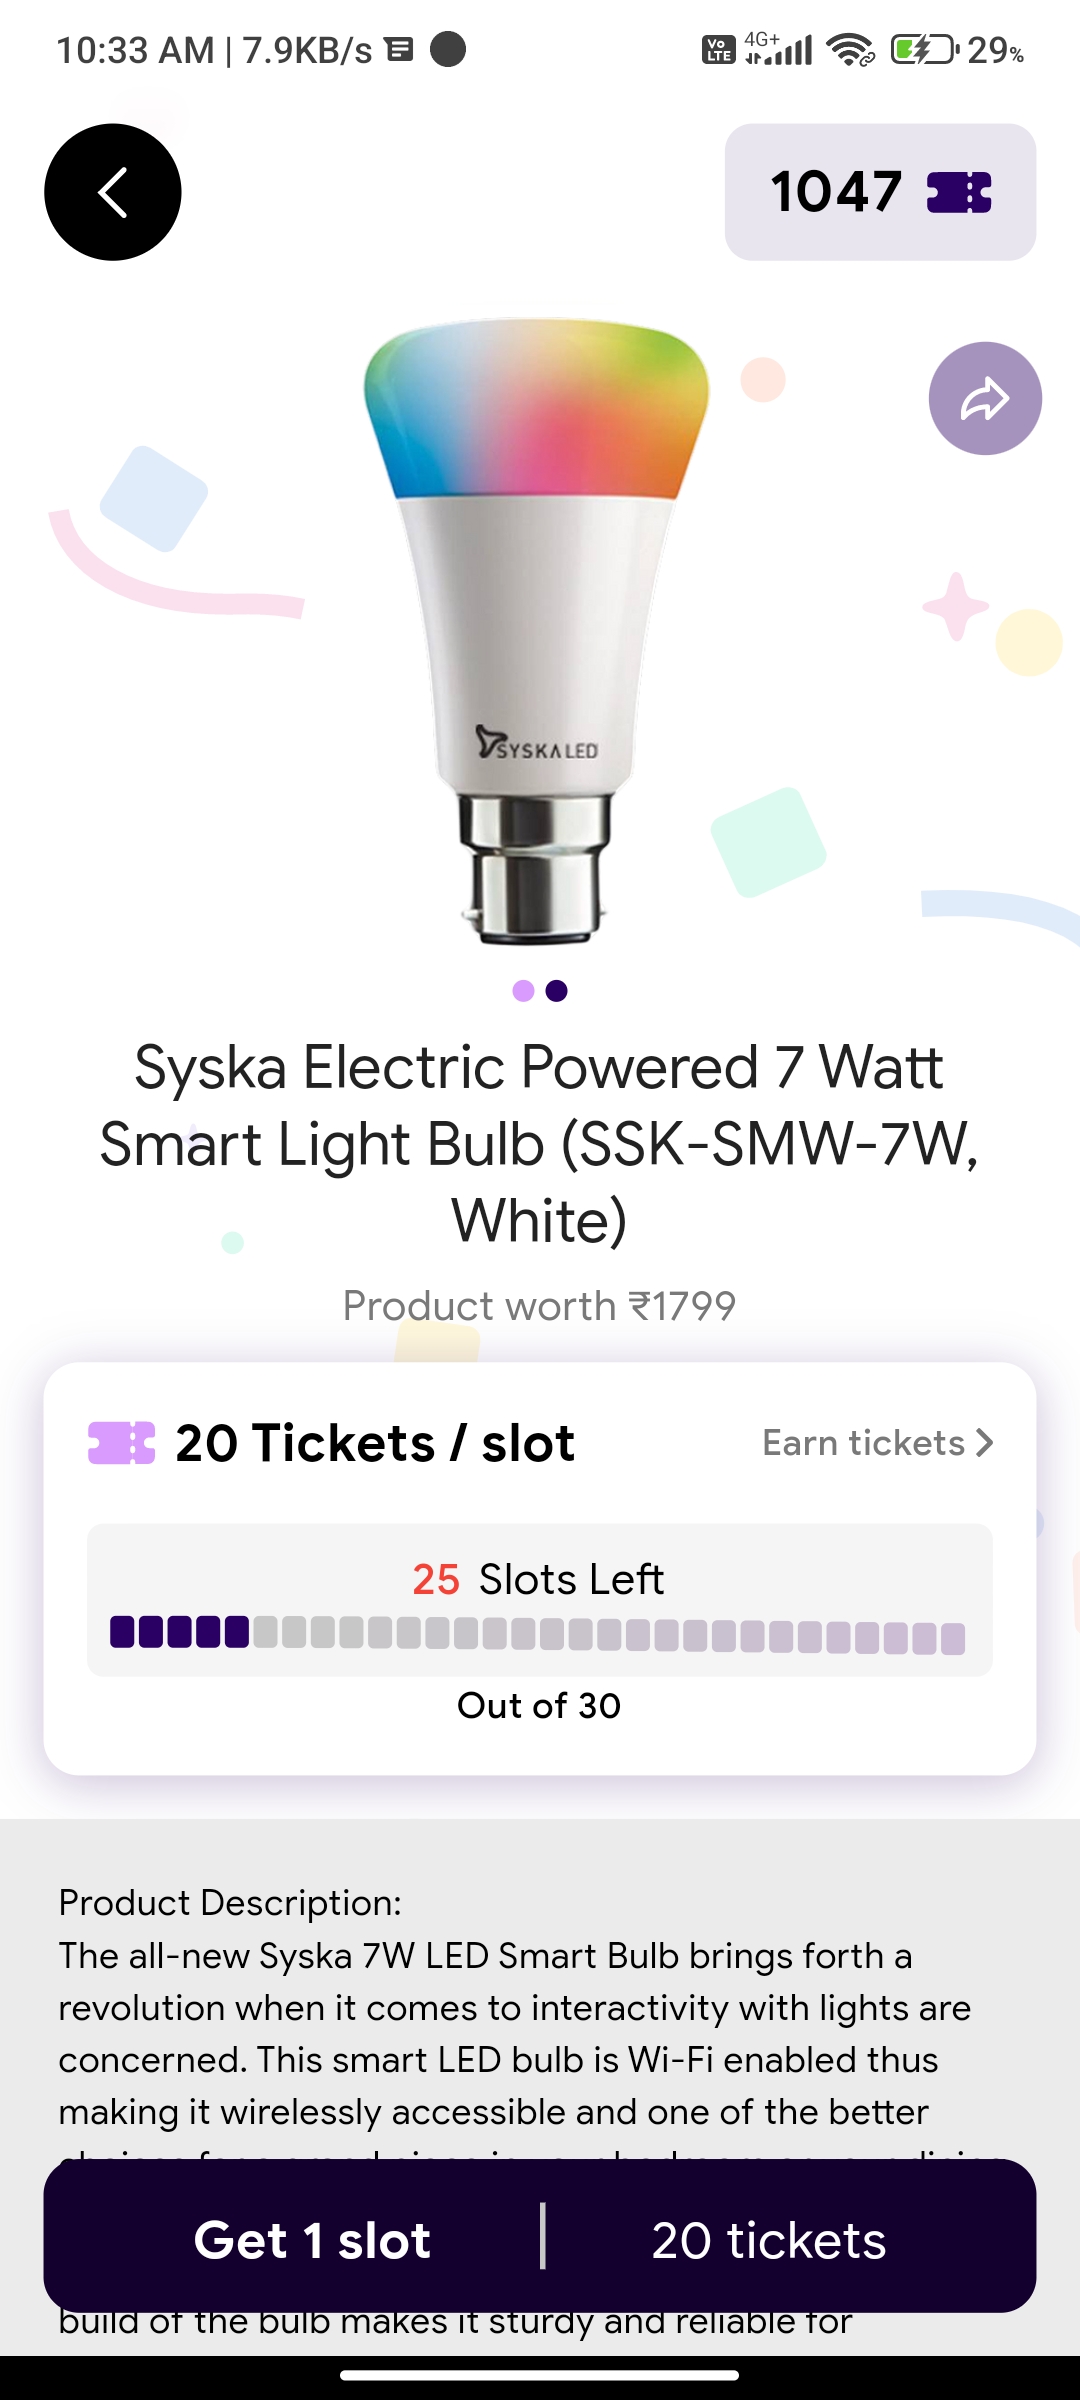 10:33 AM | 7.9KB/s
Vo LTE 4G+ 29%
1047
SYSKA LED
Syska Electric Powered 7 Watt
Smart Light Bulb (SSK-SMW-7W,
White)
Product worth ₹1799
20 Tickets / slot
Earn tickets
25 Slots Left
Out of 30
Product Description:
The all-new Syska 7W LED Smart Bulb brings forth a
revolution when it comes to interactivity with lights are
concerned. This smart LED bulb is Wi-Fi enabled thus
making it wirelessly accessible and one of the better
Get 1 slot | 20 tickets
build of the bulb makes it sturdy and reliable for